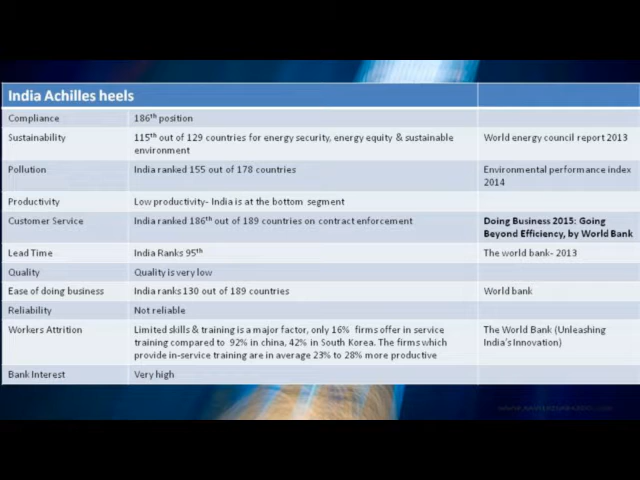 India Achilles heels
Compliance 186th position
Sustainability 115th out of 129 countries for energy security, energy equity & sustainable World energy council report 2013
environment
Pollution India ranked 155 out of 178 countries Environmental performance index
2014
Productivity Low productivity- India is at the bottom segment
Customer Service India ranked 186th out of 189 countries on contract enforcement Doing Business 2015: Going
Beyond Efficiency, by World Bank
Lead Time India Ranks 95th The world bank- 2013
Quality Quality is very low
Ease of doing business India ranks 130 out of 189 countries World bank
Reliability Not reliable
Workers Attrition Limited skills & training is a major factor, only 16% firms offer in service The World Bank (Unleashing
training compared to 92% in china, 42% in South Korea. The firms which India's Innovation)
provide in-service training are in average 23% to 28% more productive
Bank Interest Very high